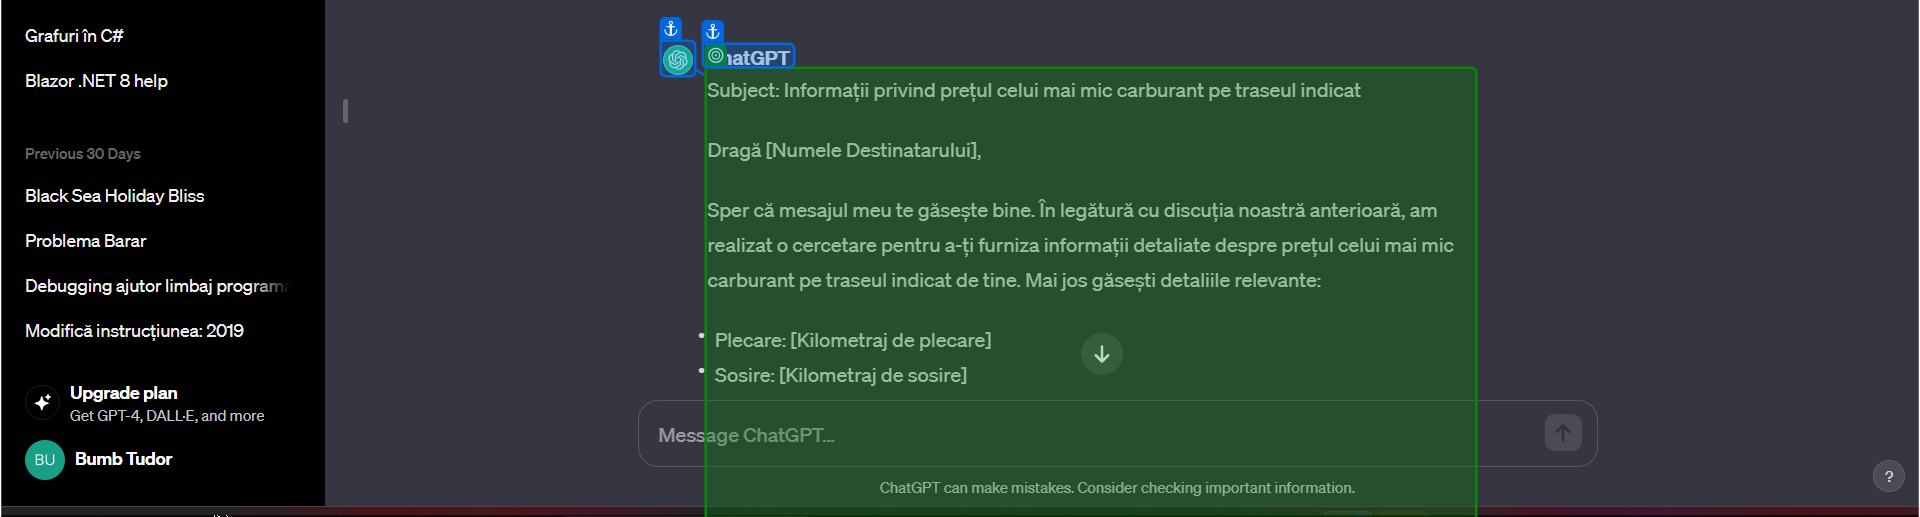 Grafuri în C#
Blazor .NET 8 help
Previous 30 Days
Black Sea Holiday Bliss
Problema Barar
Debugging ajutor limbaj programa
Modifică instrucțiunea: 2019
Upgrade plan
Get GPT-4, DALL·E, and more
BU Bumb Tudor
hatGPT
Subject: Informații privind prețul celui mai mic carburant pe traseul indicat
Dragă [Numele Destinatarului],
Sper că mesajul meu te găsește bine. În legătură cu discuția noastră anterioară, am
realizat o cercetare pentru a-ți furniza informații detaliate despre prețul celui mai mic
carburant pe traseul indicat de tine. Mai jos găsești detaliile relevante:
• Plecare: [Kilometraj de plecare]
• Sosire: [Kilometraj de sosire]
Message ChatGPT...
ChatGPT can make mistakes. Consider checking important information.
?